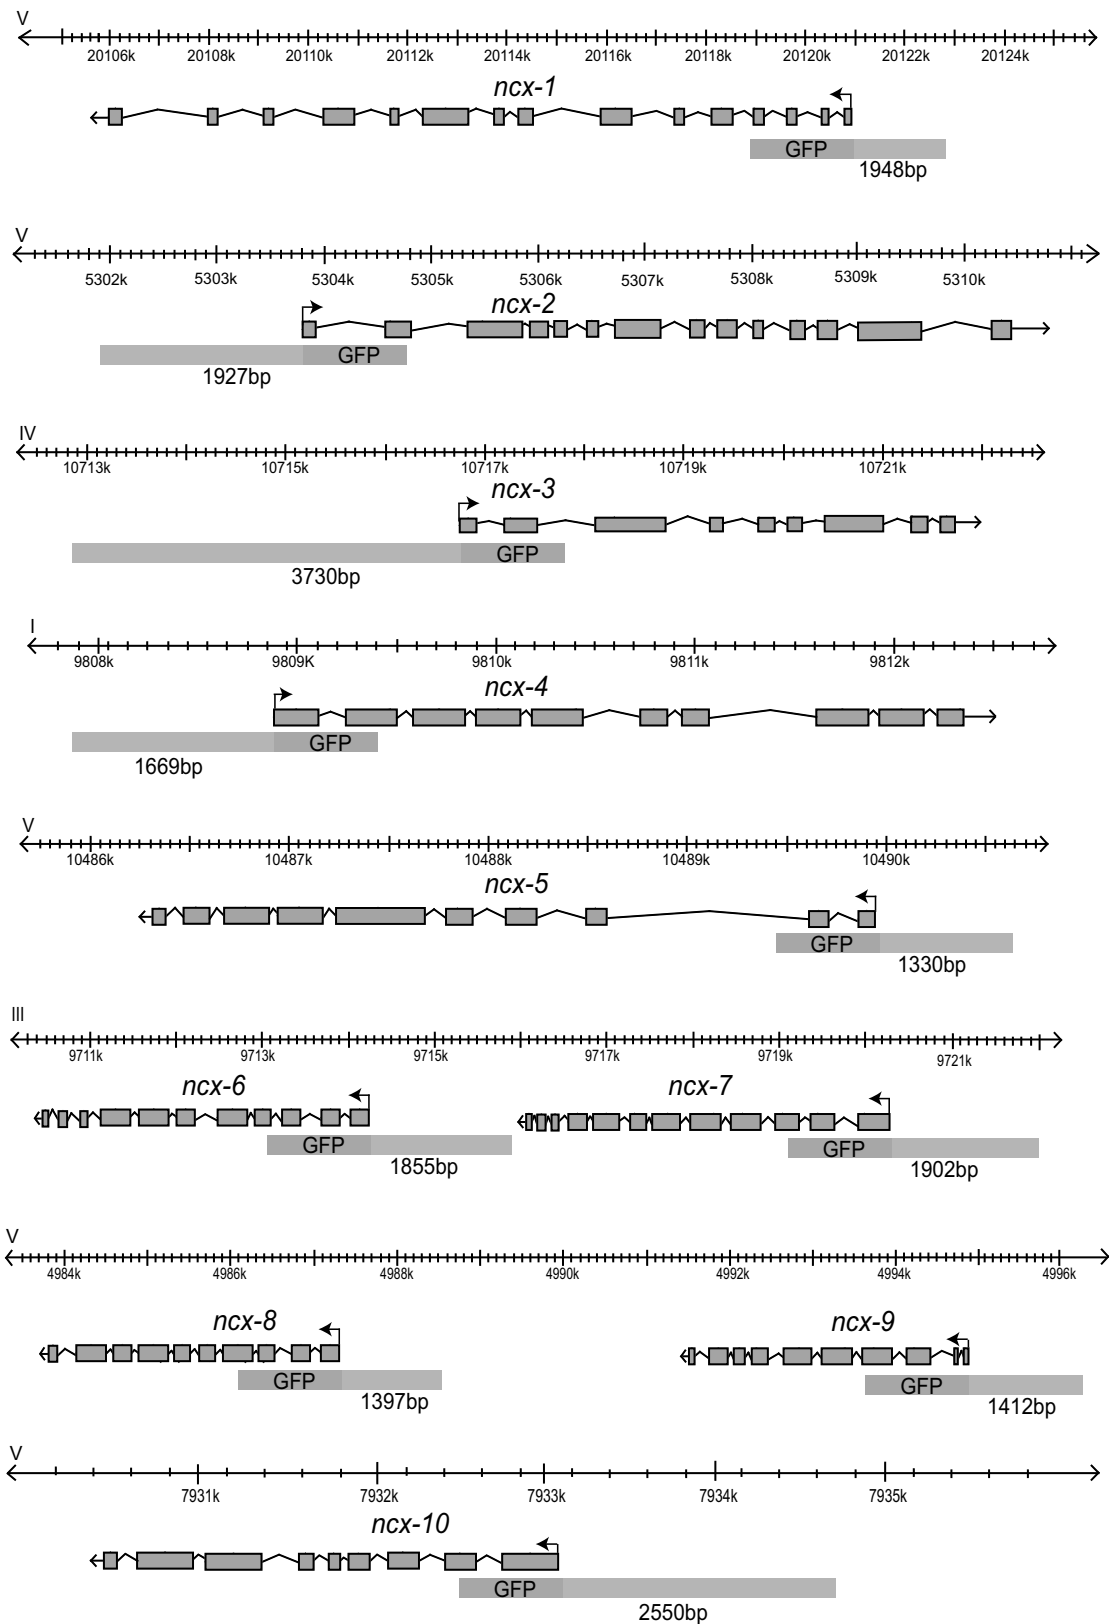 V
20106k 20108k 20110k 20112k 20114k 20116k 20118k 20120k 20122k 20124k
ncx-1
GFP
1948bp
V
5302k 5303k 5304k 5305k 5306k 5307k 5308k 5309k 5310k
ncx-2
GFP
1927bp
IV
10713k 10715k 10717k 10719k 10721k
ncx-3
GFP
3730bp
I
9808k 9809K 9810k 9811k 9812k
ncx-4
GFP
1669bp
V
10486k 10487k 10488k 10489k 10490k
ncx-5
GFP
1330bp
III
9711k 9713k 9715k 9717k 9719k 9721k
ncx-6 ncx-7
GFP GFP
1855bp 1902bp
V
4984k 4986k 4988k 4990k 4992k 4994k 4996k
ncx-8 ncx-9
GFP GFP
1397bp 1412bp
V
7931k 7932k 7933k 7934k 7935k
ncx-10
GFP
2550bp